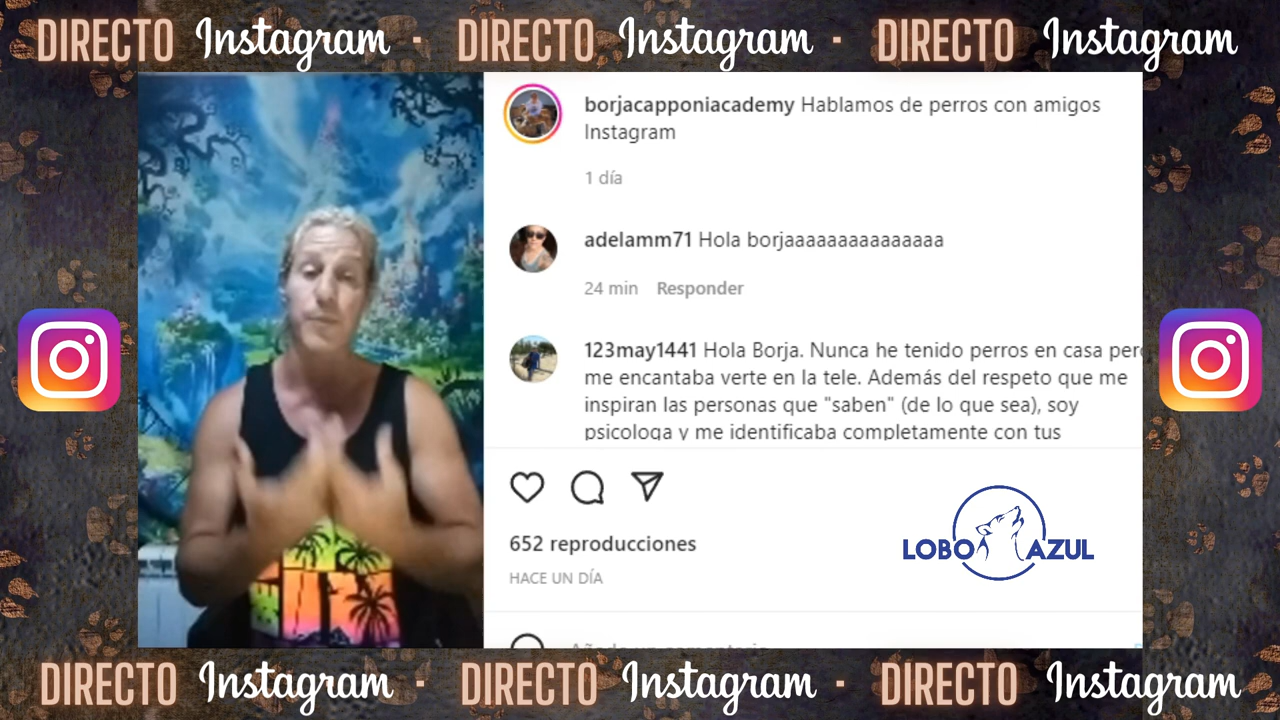 DIRECTO Instagram · DIRECTO Instagram · DIRECTO Instagram
borjacapponiacademy Hablamos de perros con amigos
Instagram
1 día
adelamm71 Hola borjaaaaaaaaaaaaaaa
24 min Responder
123may1441 Hola Borja. Nunca he tenido perros en casa pero
me encantaba verte en la tele. Además del respeto que me
inspiran las personas que "saben" (de lo que sea), soy
psicologa y me identificaba completamente con tus
652 reproducciones
HACE UN DÍA
LOBO AZUL
DIRECTO Instagram · DIRECTO Instagram · DIRECTO Instagram